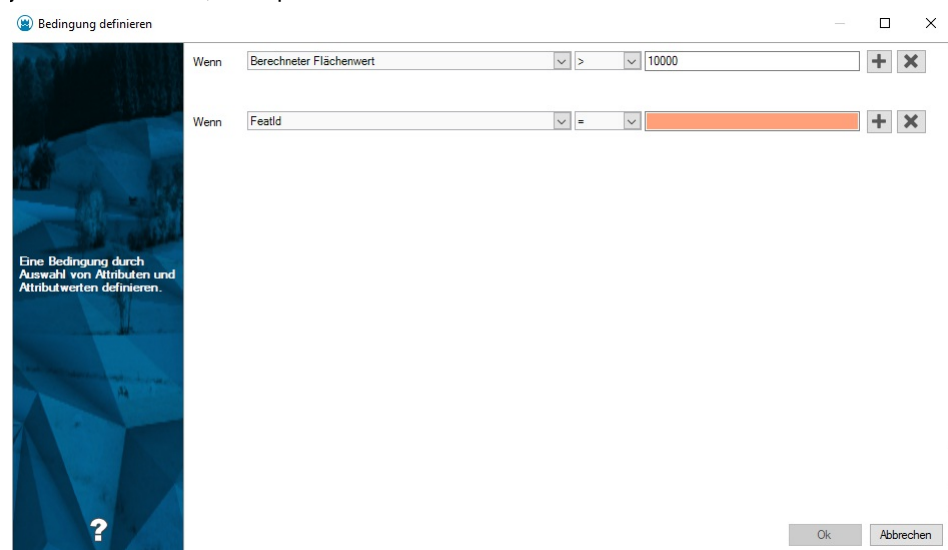 Bedingung definieren
Wenn Berechneter Flächenwert > 10000
Wenn FeatId =
Eine Bedingung durch
Auswahl von Attributen und
Attributwerten definieren.
?
Ok Abbrechen